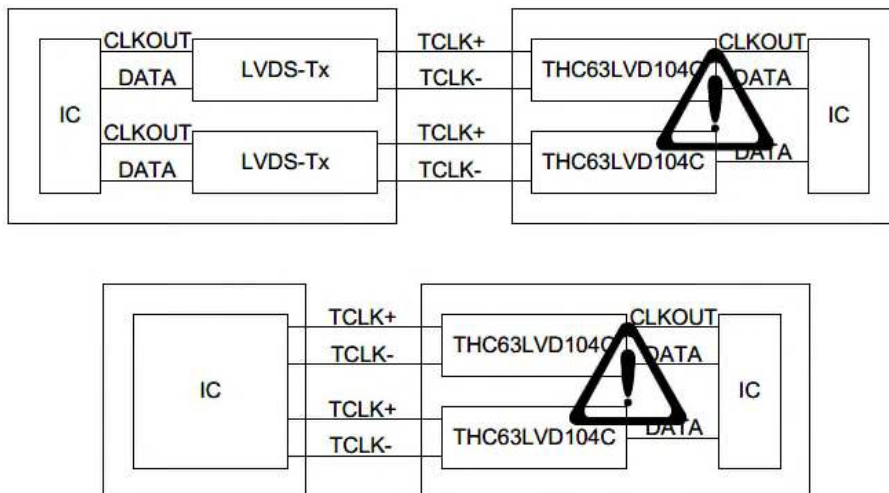 CLKOUT
TCLK+
CLKOUT
LVDS-Tx
THC63LVD104C
DATA
TCLK-
DATA
IC
IC
CLKOUT
TCLK+
LVDS-Tx
THC63LVD104C
DATA
DATA
TCLK-
TCLK+
CLKOUT
THC63LVD104C
TCLK-
DATA
IC
IC
TCLK+
THC63LVD104C
DATA
TCLK-